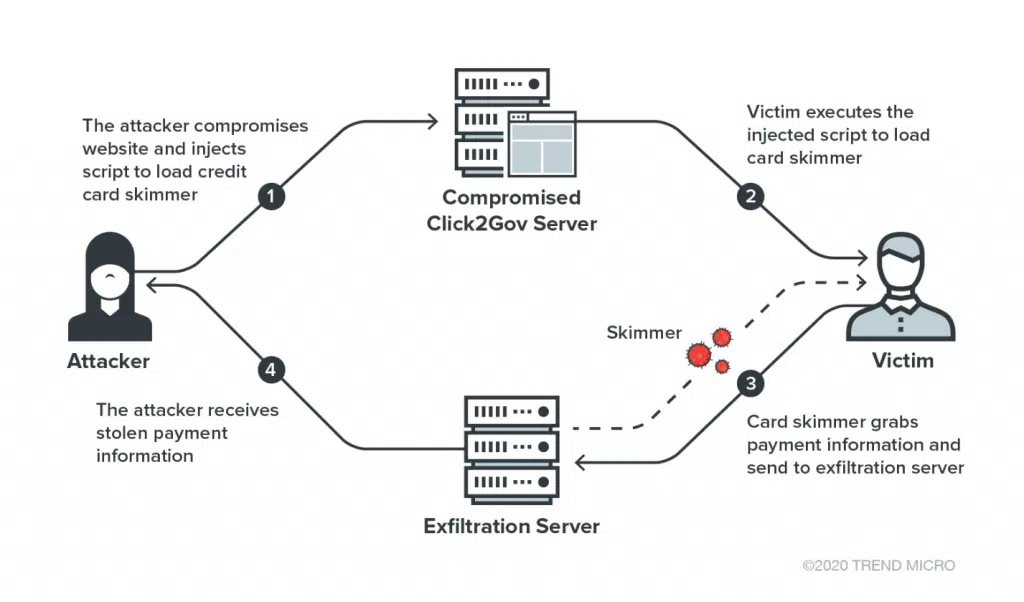 The attacker compromises
website and injects
script to load credit
card skimmer
1
Compromised
Click2Gov Server
Victim executes the
injected script to load
card skimmer
2
Attacker
Skimmer
Victim
4
3
The attacker receives
stolen payment
information
Card skimmer grabs
payment information and
send to exfiltration server
Exfiltration Server
©2020 TREND MICRO